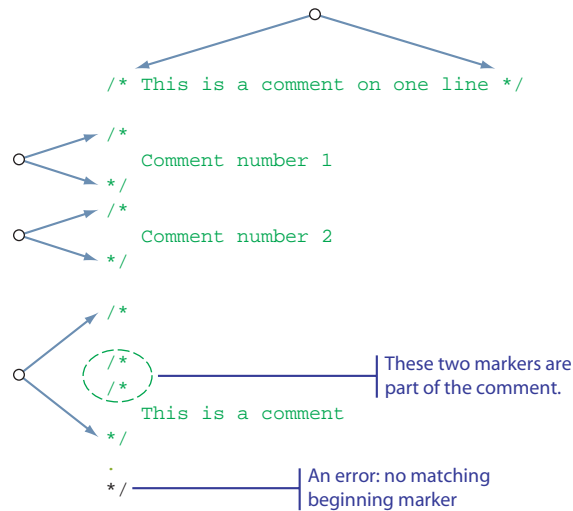 /* This is a comment on one line */
/*
Comment number 1
*/
/*
Comment number 2
*/
/*
/*
/*
These two markers are
part of the comment.
This is a comment
*/
.
*/
An error: no matching
beginning marker